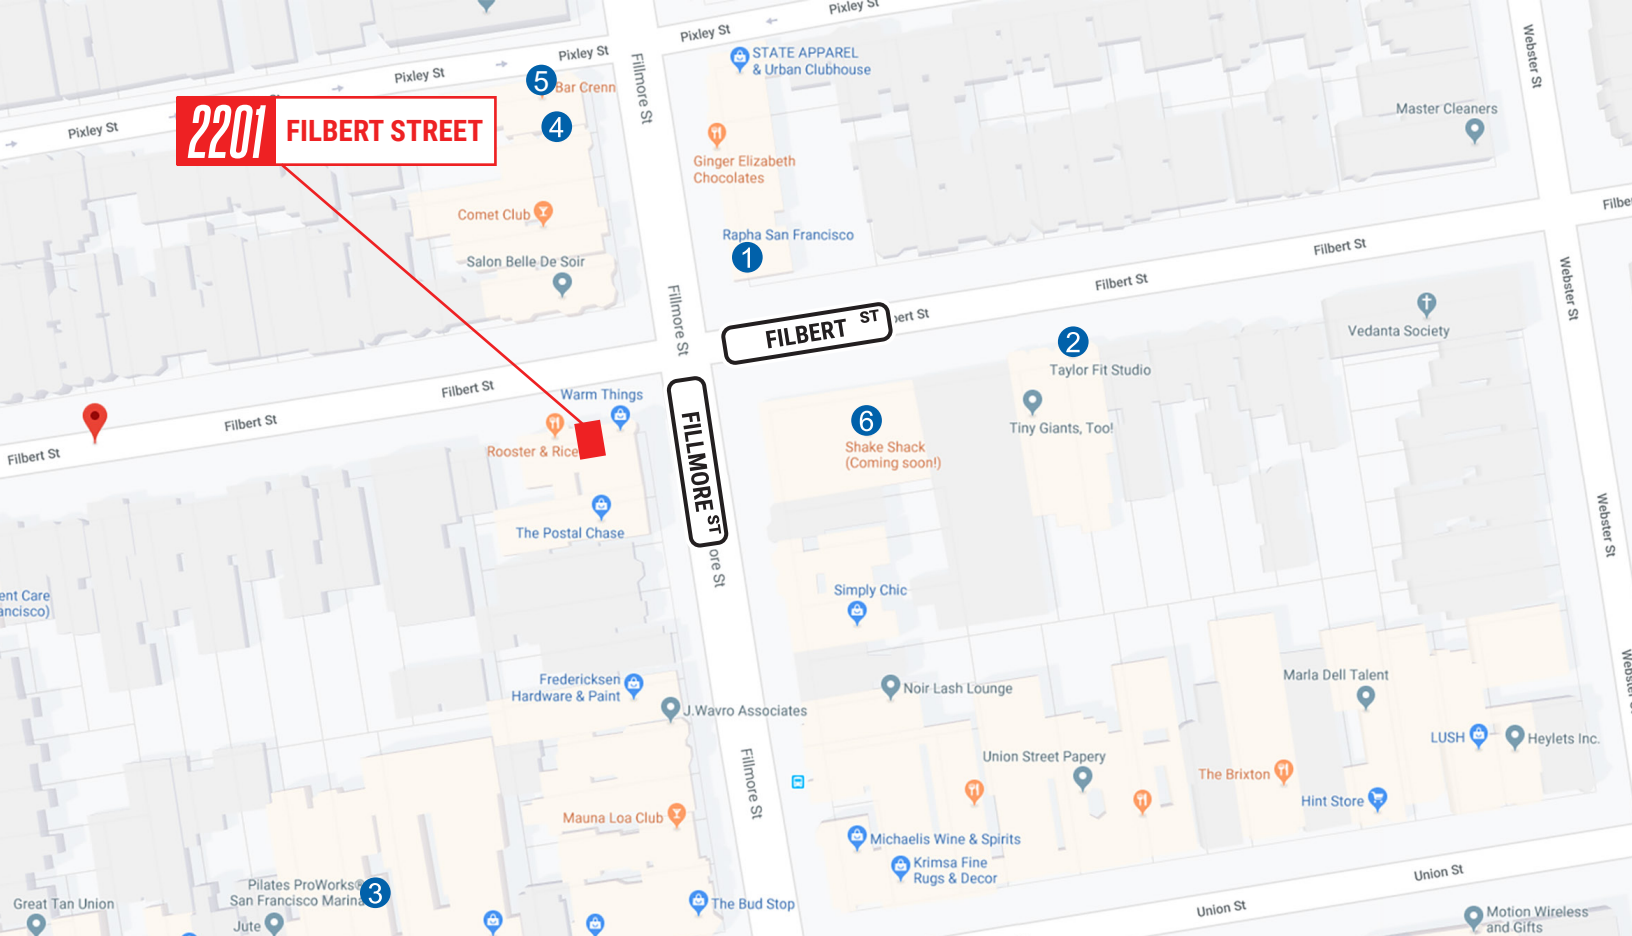 Pixley St
Pixley St
Pixley St
Pixley St
Pixley St
Fillmore St
Webster St
STATE APPAREL
& Urban Clubhouse
5
Bar Crenn
4
2201 FILBERT STREET
Master Cleaners
Ginger Elizabeth
Chocolates
Comet Club
Rapha San Francisco
1
Salon Belle De Soir
Filbert St
Filbert St
Fillmore St
Webster St
FILBERT ST
Vedanta Society
2
Taylor Fit Studio
Filbert St
Filbert St
Filbert St
Warm Things
Rooster & Rice
FILLMORE ST
6
Shake Shack
(Coming soon!)
Tiny Giants, Too!
The Postal Chase
Webster St
ore St
ent Care
ancisco)
Simply Chic
Fredericksen
Hardware & Paint
J.Wavro Associates
Noir Lash Lounge
Marla Dell Talent
Fillmore St
Union Street Papery
The Brixton
LUSH
Heylets Inc.
Hint Store
Mauna Loa Club
Michaelis Wine & Spirits
Krimsa Fine
Rugs & Decor
Pilates ProWorks®
San Francisco Marina
3
Great Tan Union
Jute
The Bud Stop
Union St
Union St
Motion Wireless
and Gifts